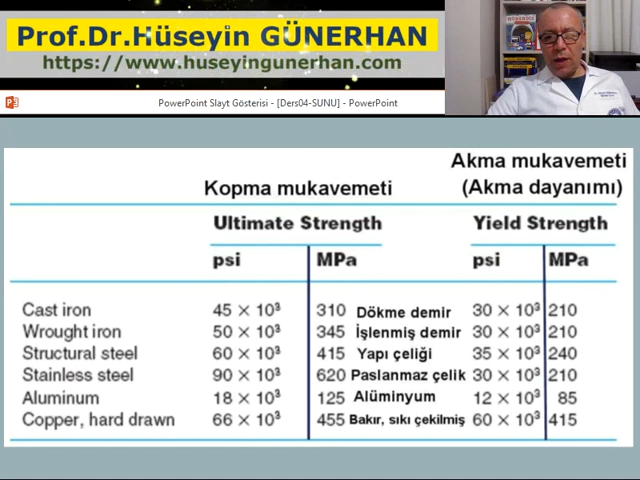 Prof.Dr.Hüseyin GÜNERHAN
https://www.huseyingunerhan.com
PowerPoint Slayt Gösterisi - [Ders04-SUNU] - PowerPoint
Kopma mukavemeti
Akma mukavemeti
(Akma dayanımı)
Ultimate Strength Yield Strength
psi MPa psi MPa
Cast iron 45 × 10³ 310 Dökme demir 30 × 10³ 210
Wrought iron 50 × 10³ 345 İşlenmiş demir 30 × 10³ 210
Structural steel 60 × 10³ 415 Yapı çeliği 35 × 10³ 240
Stainless steel 90 × 10³ 620 Paslanmaz çelik 30 × 10³ 210
Aluminum 18 × 10³ 125 Alüminyum 12 × 10³ 85
Copper, hard drawn 66 × 10³ 455 Bakır, sıkı çekilmiş 60 × 10³ 415